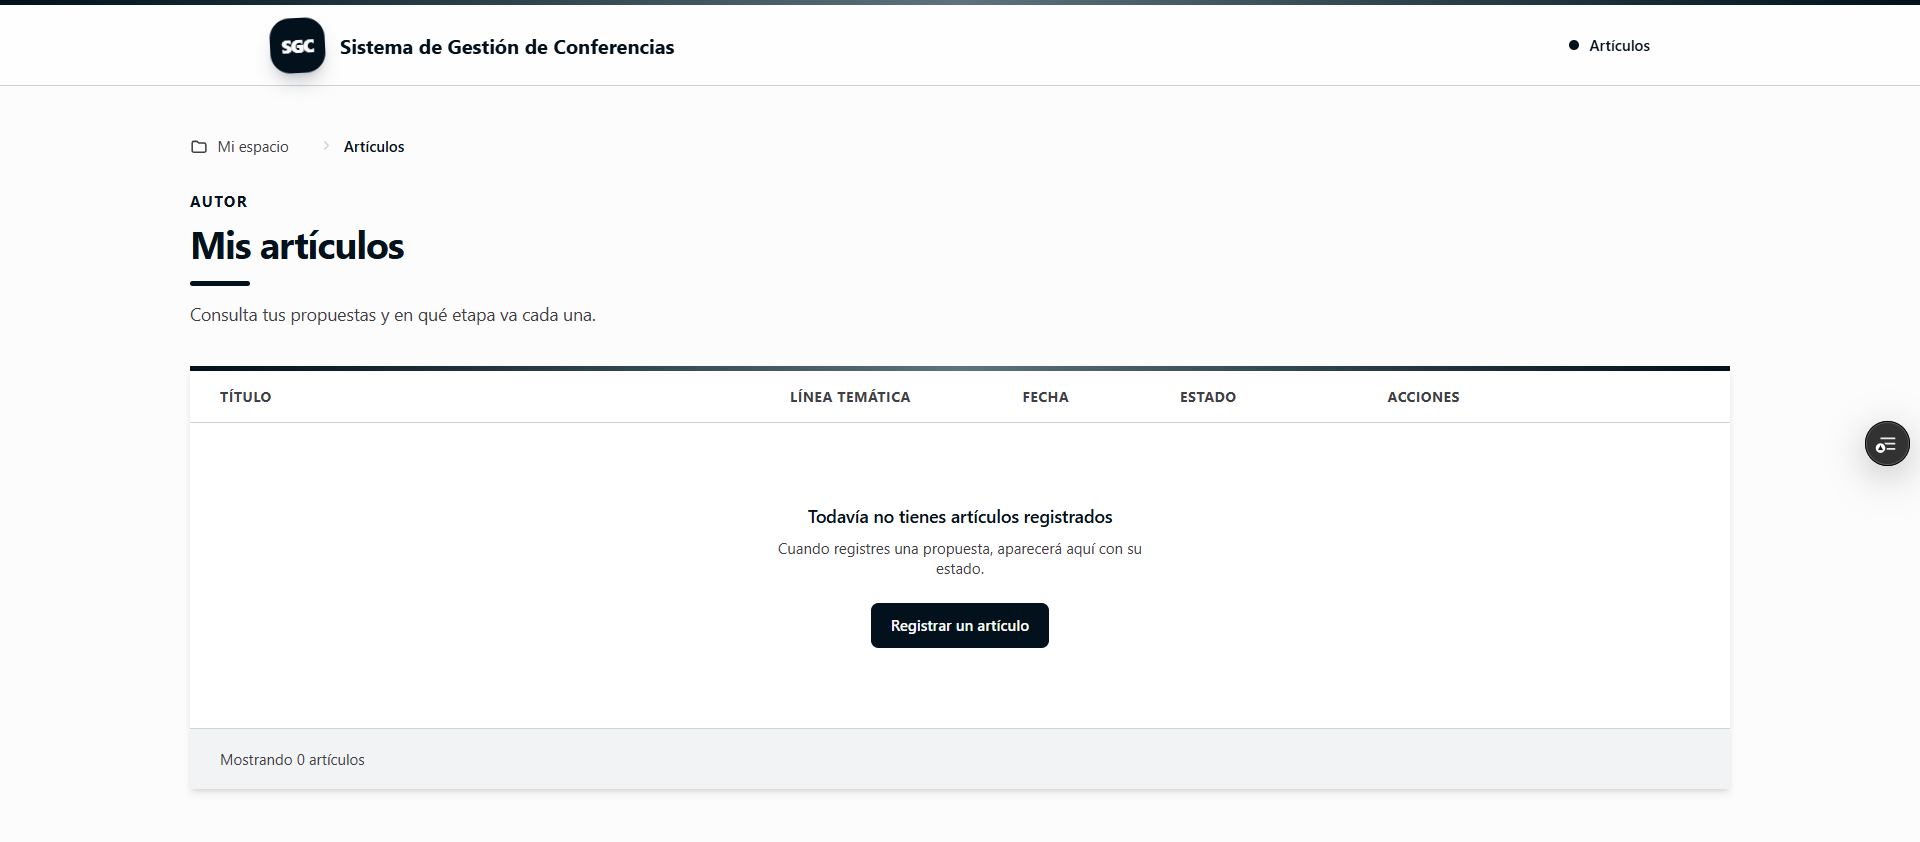 SGC
Sistema de Gestión de Conferencias
Artículos
Mi espacio
Artículos
AUTOR
Mis artículos
Consulta tus propuestas y en qué etapa va cada una.
TÍTULO
LÍNEA TEMÁTICA
FECHA
ESTADO
ACCIONES
Todavía no tienes artículos registrados
Cuando registres una propuesta, aparecerá aquí con su
estado.
Registrar un artículo
Mostrando 0 artículos